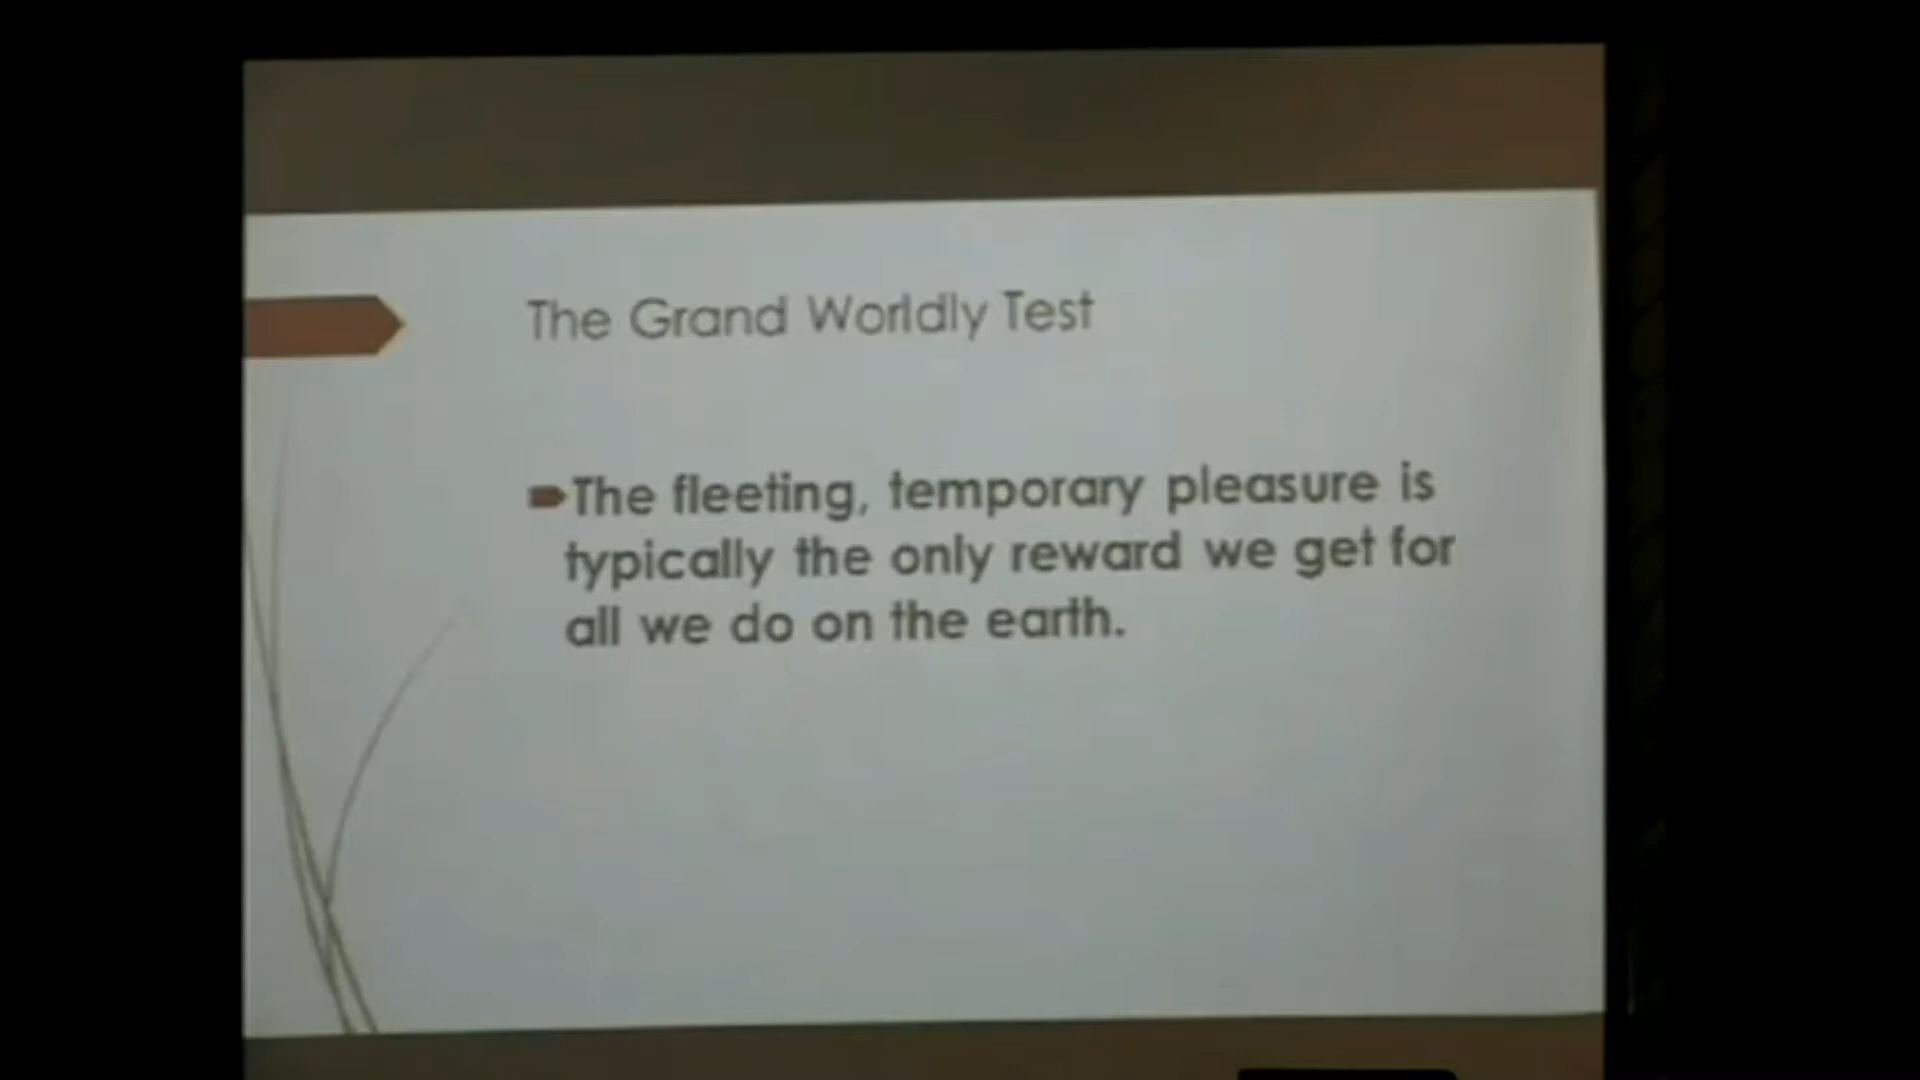 The Grand Worldly Test
The fleeting, temporary pleasure is
typically the only reward we get for
all we do on the earth.